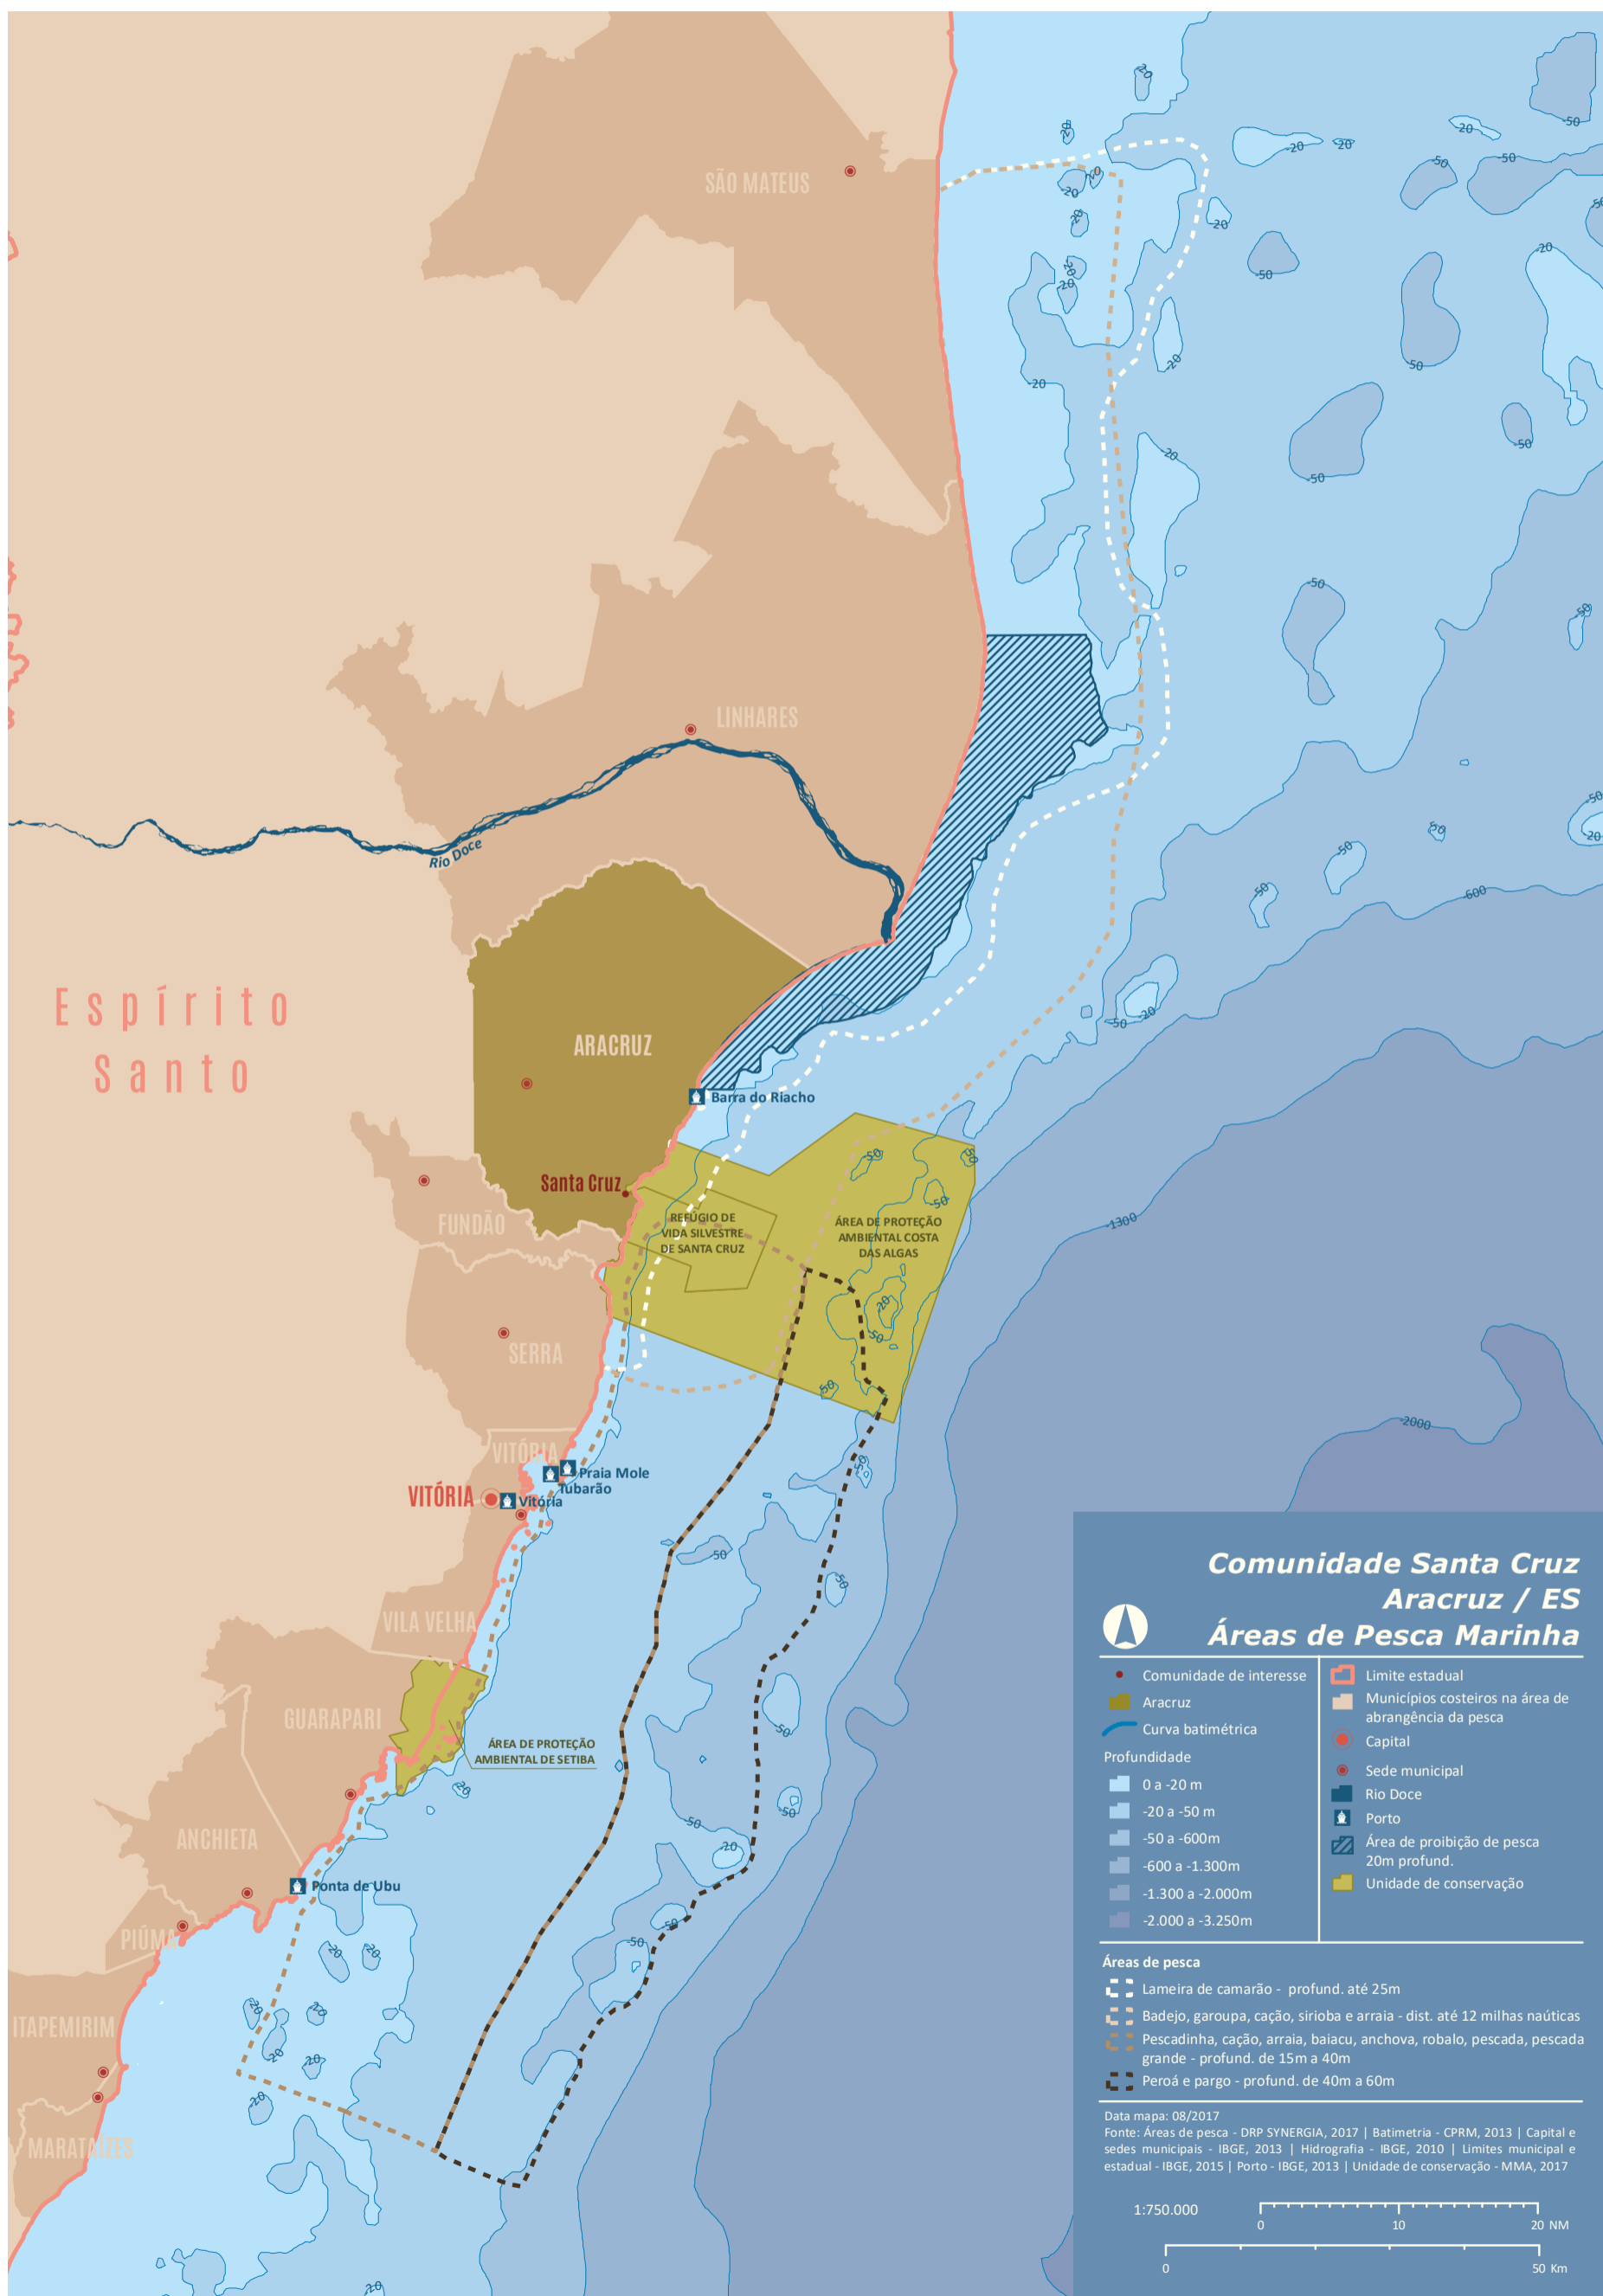 SÃO MATEUS
LINHARES
Rio Doce
Espírito
Santo
ARACRUZ
Barra do Riacho
Santa Cruz
FUNDÃO
REFÚGIO DE
VIDA SILVESTRE
DE SANTA CRUZ
ÁREA DE PROTEÇÃO
AMBIENTAL COSTA
DAS ALGAS
SERRA
VITÓRIA
Praia Mole
Tubarão
VITÓRIA
Vitória
VILA VELHA
GUARAPARI
ÁREA DE PROTEÇÃO
AMBIENTAL DE SETIBA
ANCHIETA
Ponta de Ubu
PIÚMA
ITAPEMIRIM
MARATAÍZES
-20
-50
-600
-1300
-2000
Comunidade Santa Cruz
Aracruz / ES
Áreas de Pesca Marinha
Comunidade de interesse
Aracruz
Curva batimétrica
Profundidade
0 a -20 m
-20 a -50 m
-50 a -600m
-600 a -1.300m
-1.300 a -2.000m
-2.000 a -3.250m
Limite estadual
Municípios costeiros na área de
abrangência da pesca
Capital
Sede municipal
Rio Doce
Porto
Área de proibição de pesca
20m profund.
Unidade de conservação
Áreas de pesca
Lameira de camarão - profund. até 25m
Badejo, garoupa, cação, sirioba e arraia - dist. até 12 milhas naúticas
Pescadinha, cação, arraia, baiacu, anchova, robalo, pescada, pescada
grande - profund. de 15m a 40m
Peroá e pargo - profund. de 40m a 60m
Data mapa: 08/2017
Fonte: Áreas de pesca - DRP SYNERGIA, 2017 | Batimetria - CPRM, 2013 | Capital e
sedes municipais - IBGE, 2013 | Hidrografia - IBGE, 2010 | Limites municipal e
estadual - IBGE, 2015 | Porto - IBGE, 2013 | Unidade de conservação - MMA, 2017
1:750.000
0 10 20 NM
0 50 Km